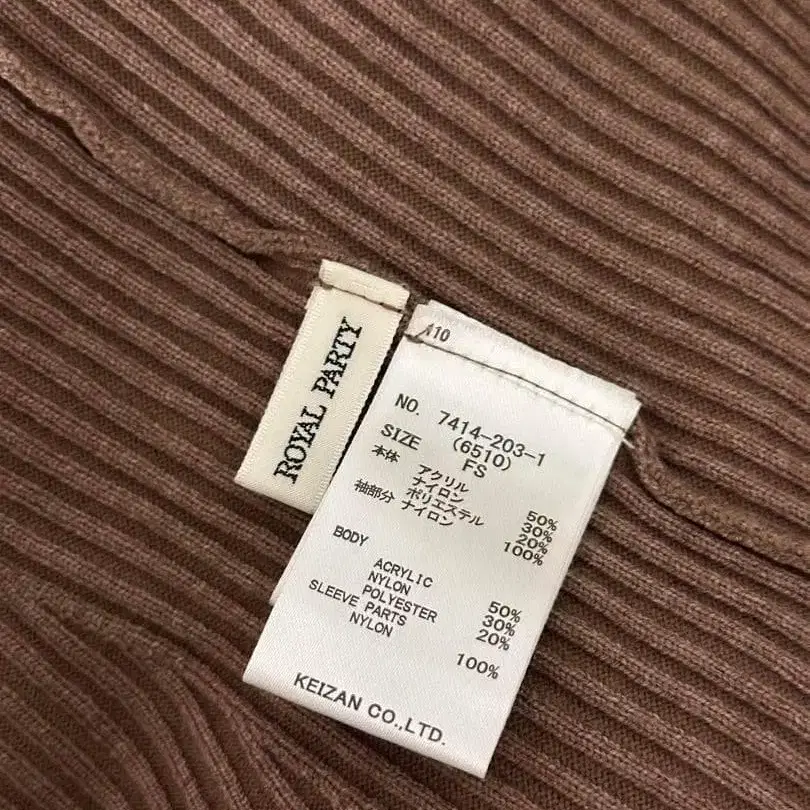 ROYAL PARTY
110
NO. 7414-203-1
(6510)
SIZE FS
本体 アクリル 50%
ナイロン 30%
ポリエステル 20%
袖部分 ナイロン 100%
BODY
ACRYLIC 50%
NYLON 30%
POLYESTER 20%
SLEEVE PARTS
NYLON 100%
KEIZAN CO.,LTD.